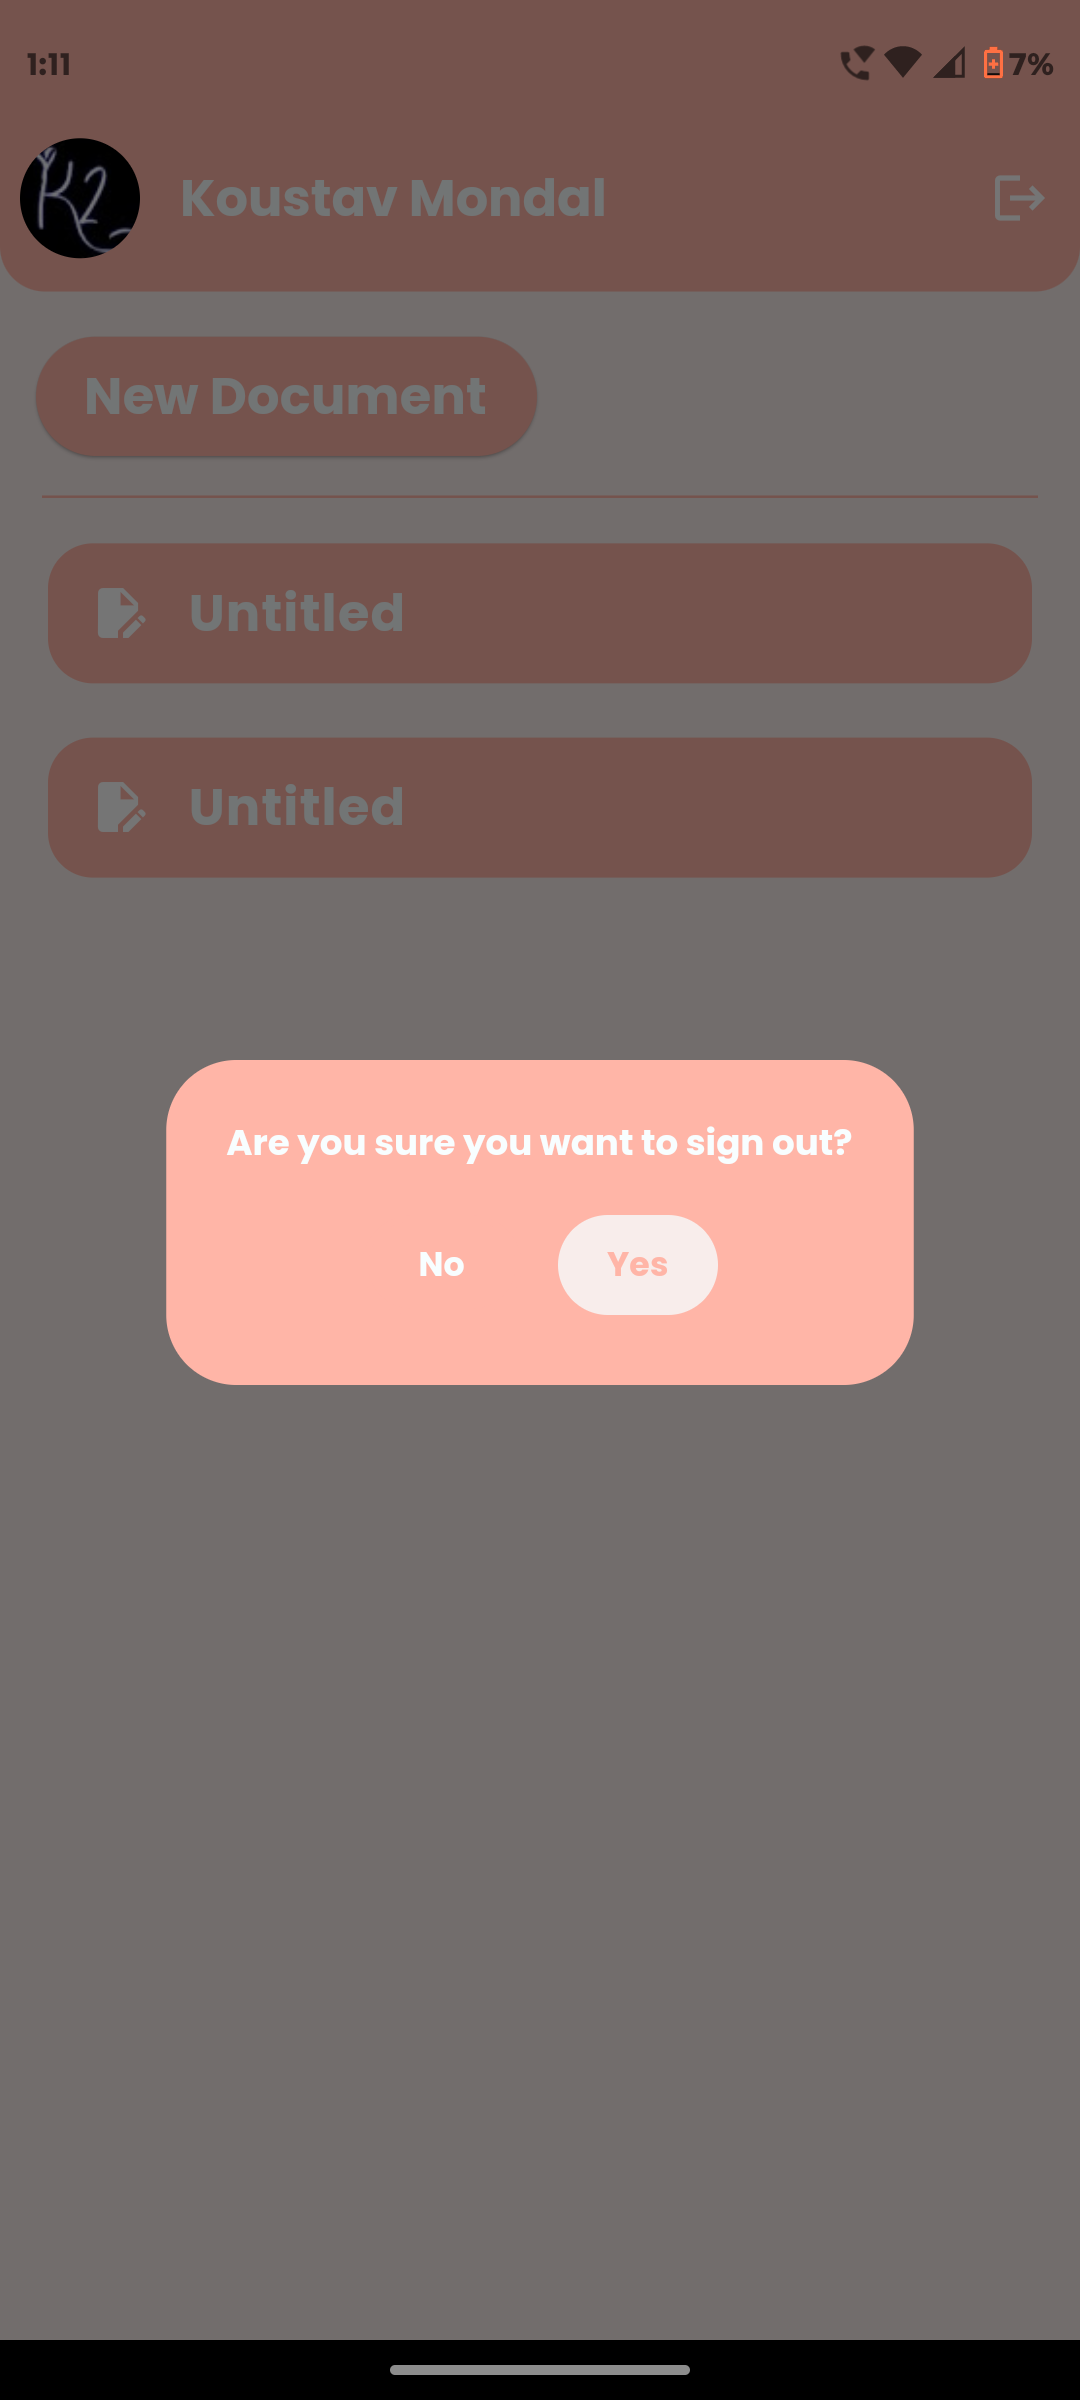 1:11
7%
K2
Koustav Mondal
New Document
Untitled
Untitled
Are you sure you want to sign out?
No
Yes